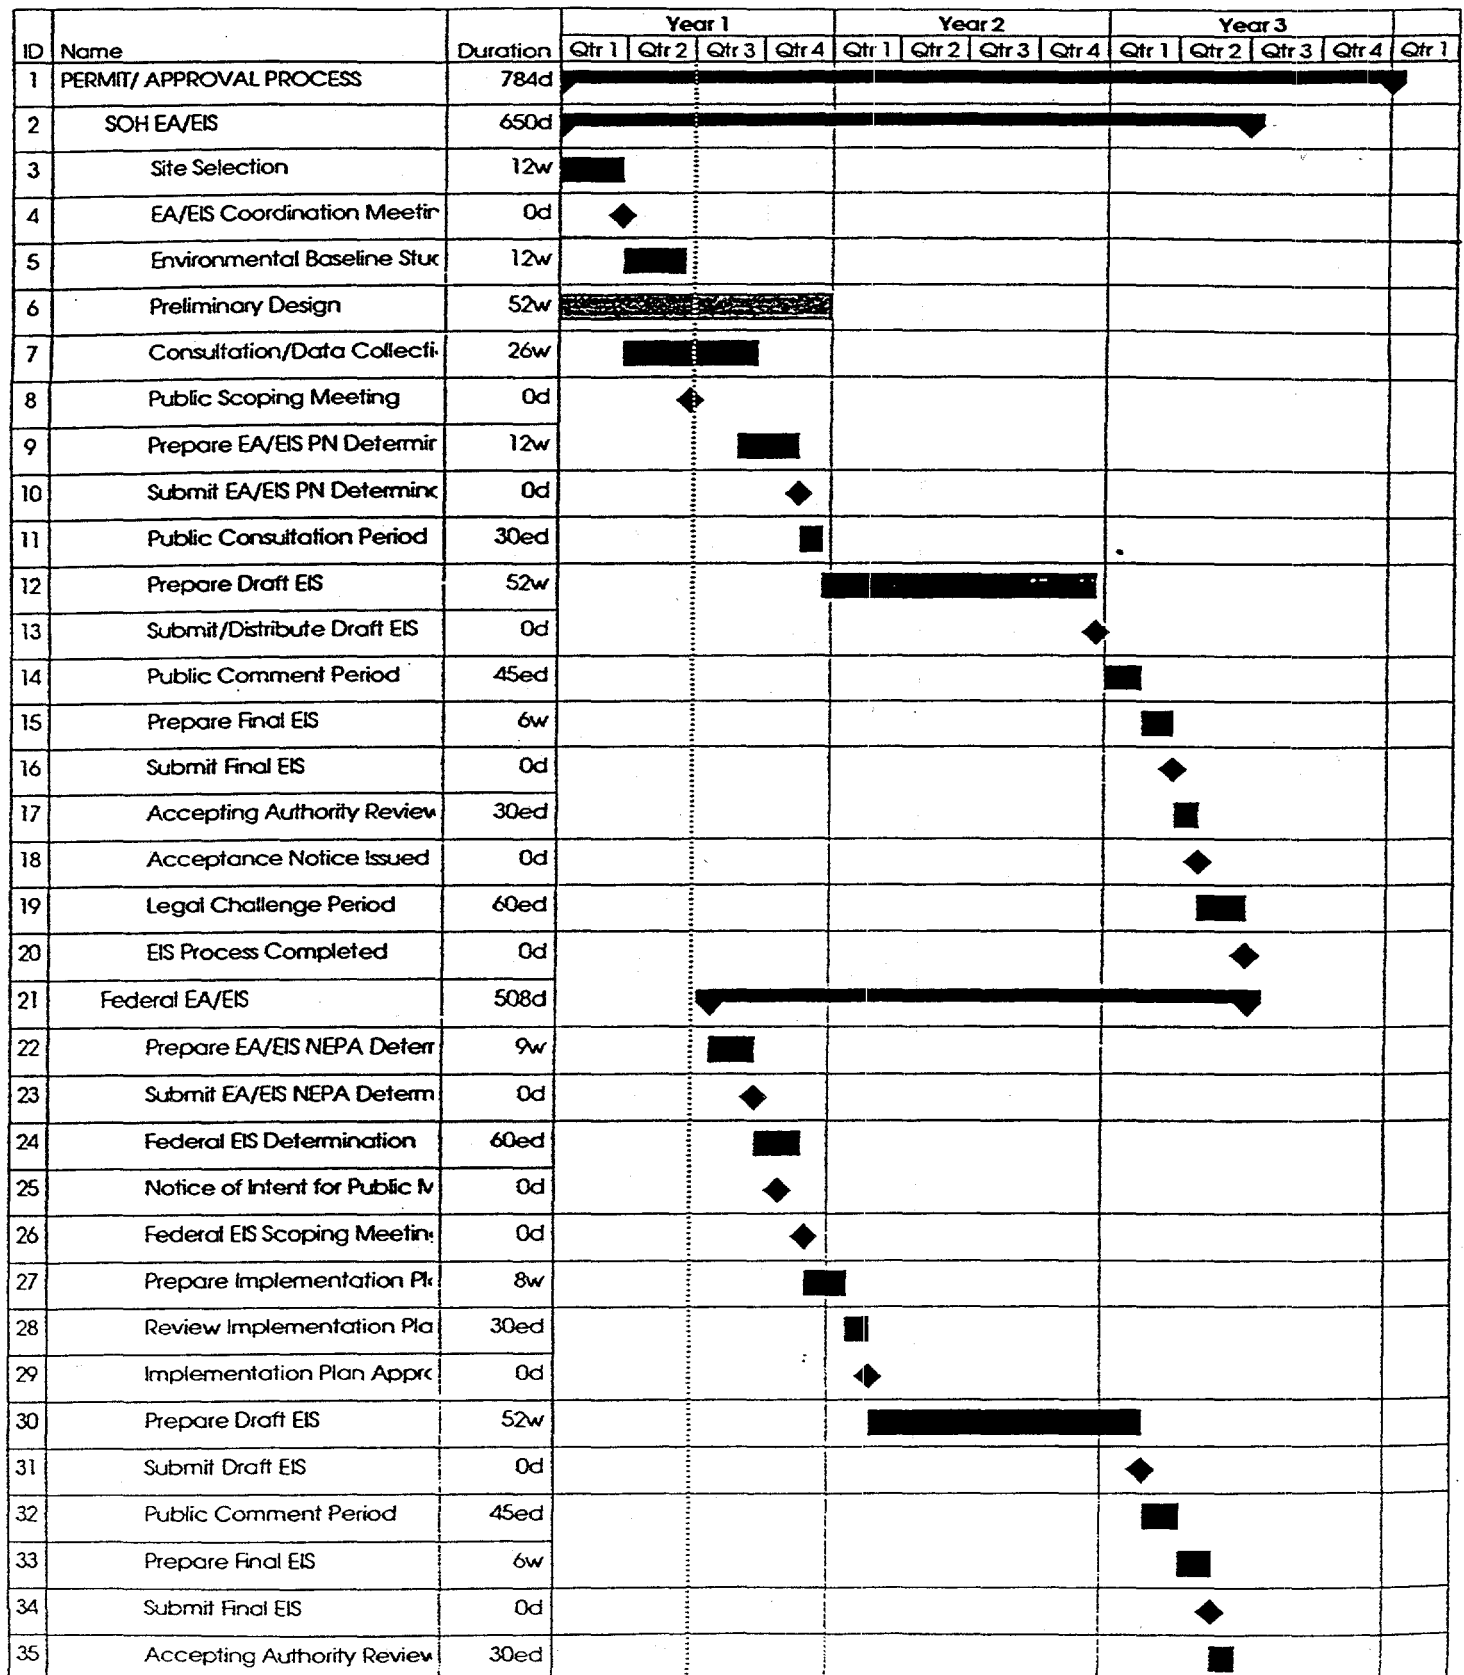 Year 1 Year 2 Year 3
ID Name Duration Qtr 1 Qtr 2 Qtr 3 Qtr 4 Qtr 1 Qtr 2 Qtr 3 Qtr 4 Qtr 1 Qtr 2 Qtr 3 Qtr 4 Qtr 1
1 PERMIT/ APPROVAL PROCESS 784d
2 SOH EA/EIS 650d
3 Site Selection 12w
4 EA/EIS Coordination Meetin 0d
5 Environmental Baseline Stud 12w
6 Preliminary Design 52w
7 Consultation/Data Collecti 26w
8 Public Scoping Meeting 0d
9 Prepare EA/EIS PN Determin 12w
10 Submit EA/EIS PN Determina 0d
11 Public Consultation Period 30ed
12 Prepare Draft EIS 52w
13 Submit/Distribute Draft EIS 0d
14 Public Comment Period 45ed
15 Prepare Final EIS 6w
16 Submit Final EIS 0d
17 Accepting Authority Review 30ed
18 Acceptance Notice Issued 0d
19 Legal Challenge Period 60ed
20 EIS Process Completed 0d
21 Federal EA/EIS 508d
22 Prepare EA/EIS NEPA Deterr 9w
23 Submit EA/EIS NEPA Determ 0d
24 Federal EIS Determination 60ed
25 Notice of Intent for Public M 0d
26 Federal EIS Scoping Meeting 0d
27 Prepare Implementation Pla 8w
28 Review Implementation Pla 30ed
29 Implementation Plan Appro 0d
30 Prepare Draft EIS 52w
31 Submit Draft EIS 0d
32 Public Comment Period 45ed
33 Prepare Final EIS 6w
34 Submit Final EIS 0d
35 Accepting Authority Review 30ed